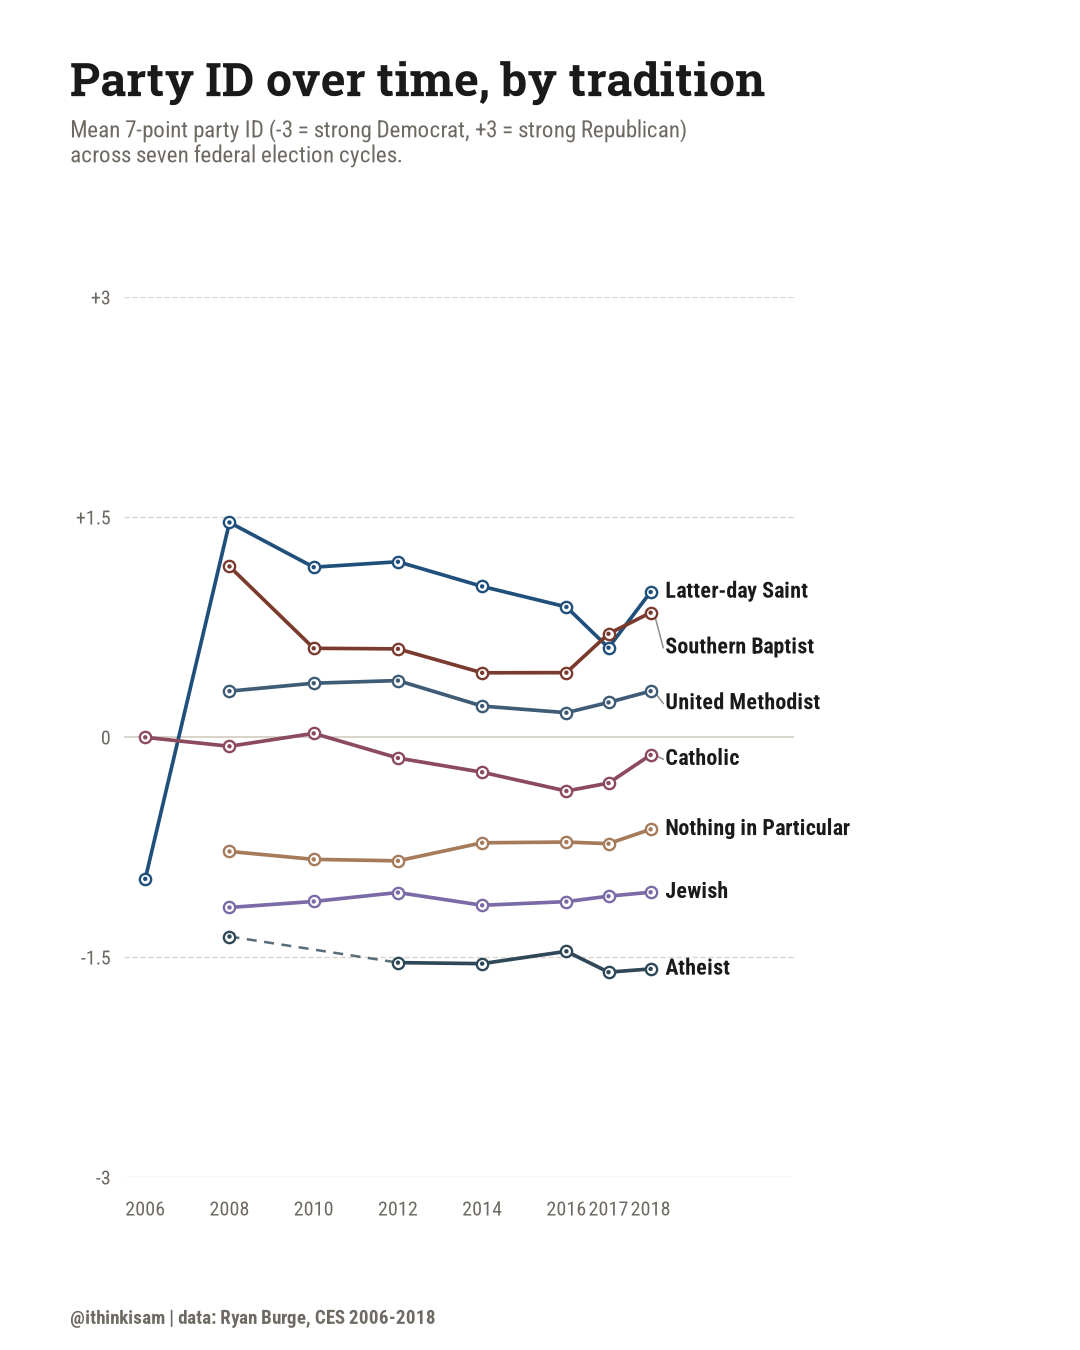 Party ID over time, by tradition
Mean 7-point party ID (-3 = strong Democrat, +3 = strong Republican)
across seven federal election cycles.
+3
+1.5
Latter-day Saint
Southern Baptist
United Methodist
0
Catholic
Nothing in Particular
Jewish
-1.5
Atheist
-3
2006 2008 2010 2012 2014 2016 2017 2018
@ithinkisam | data: Ryan Burge, CES 2006-2018